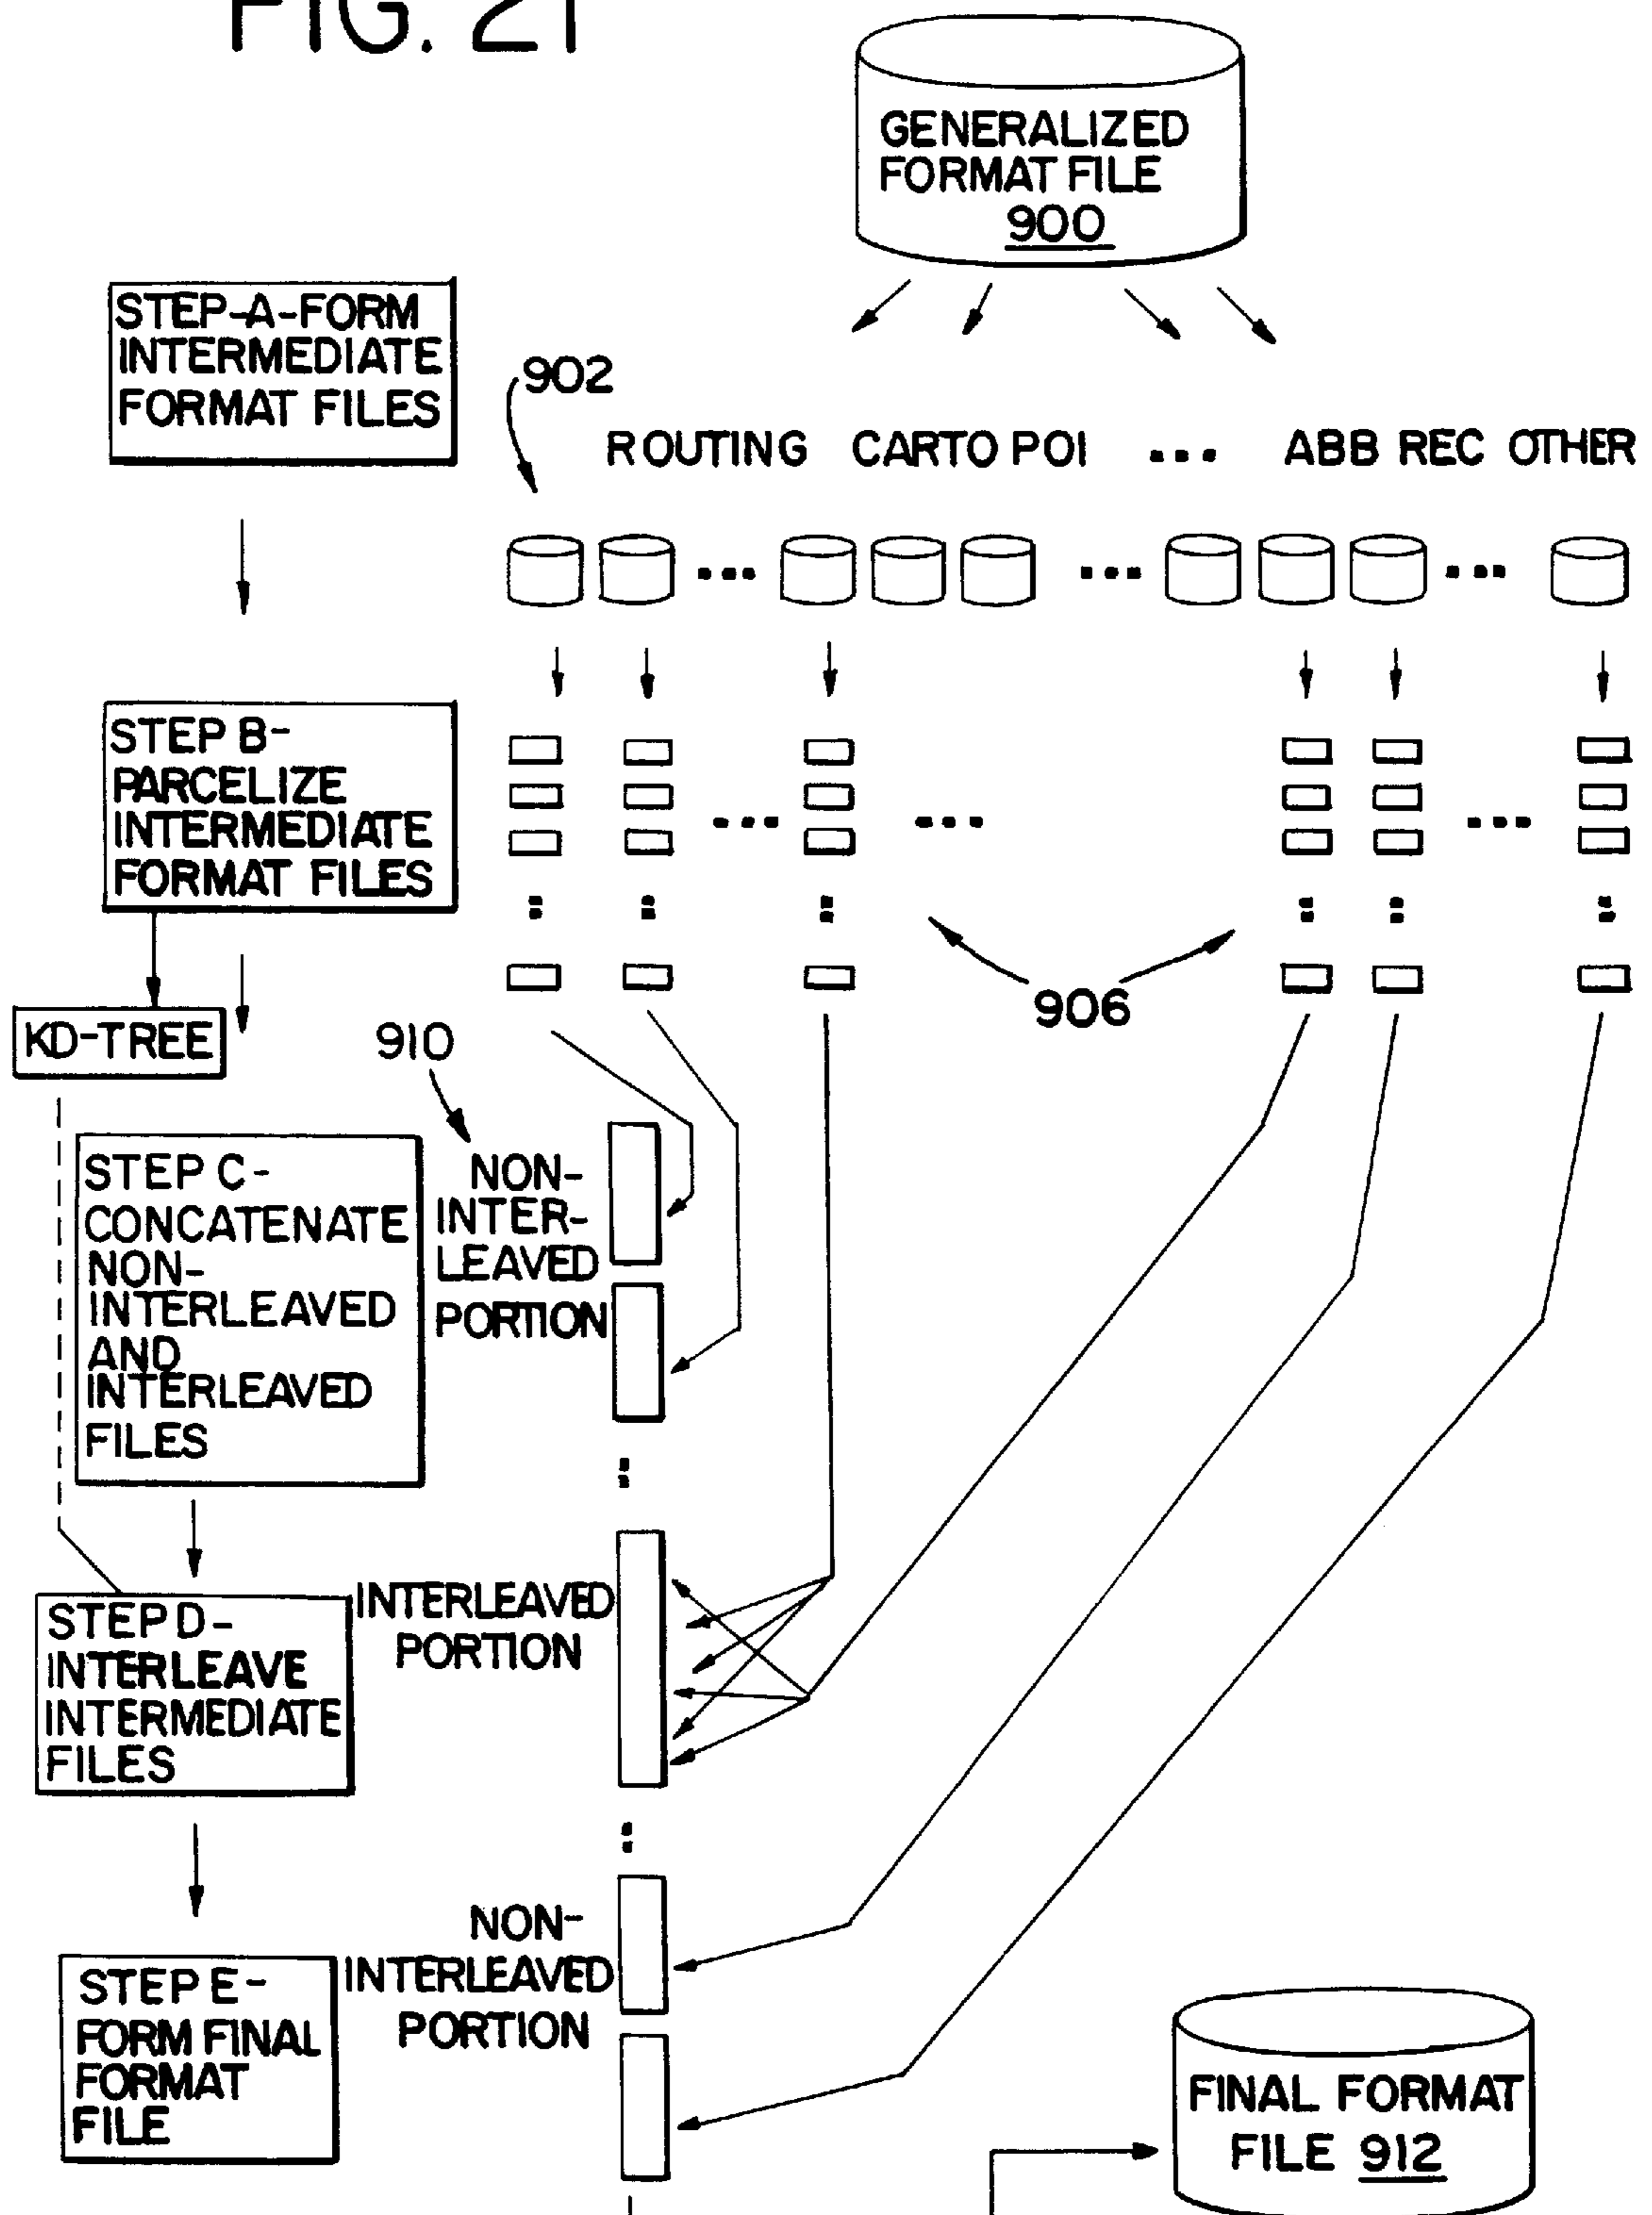 FIG. 21
GENERALIZED
FORMAT FILE
900
STEP-A-FORM
INTERMEDIATE
FORMAT FILES
902
ROUTING CARTO POI ... ABB REC OTHER
STEP B-
PARCELIZE
INTERMEDIATE
FORMAT FILES
906
KD-TREE
910
STEP C-
CONCATENATE
NON-
INTERLEAVED
AND
INTERLEAVED
FILES
NON-
INTER-
LEAVED
PORTION
STEP D-
INTERLEAVE
INTERMEDIATE
FILES
INTERLEAVED
PORTION
STEP E-
FORM FINAL
FORMAT
FILE
NON-
INTERLEAVED
PORTION
FINAL FORMAT
FILE 912